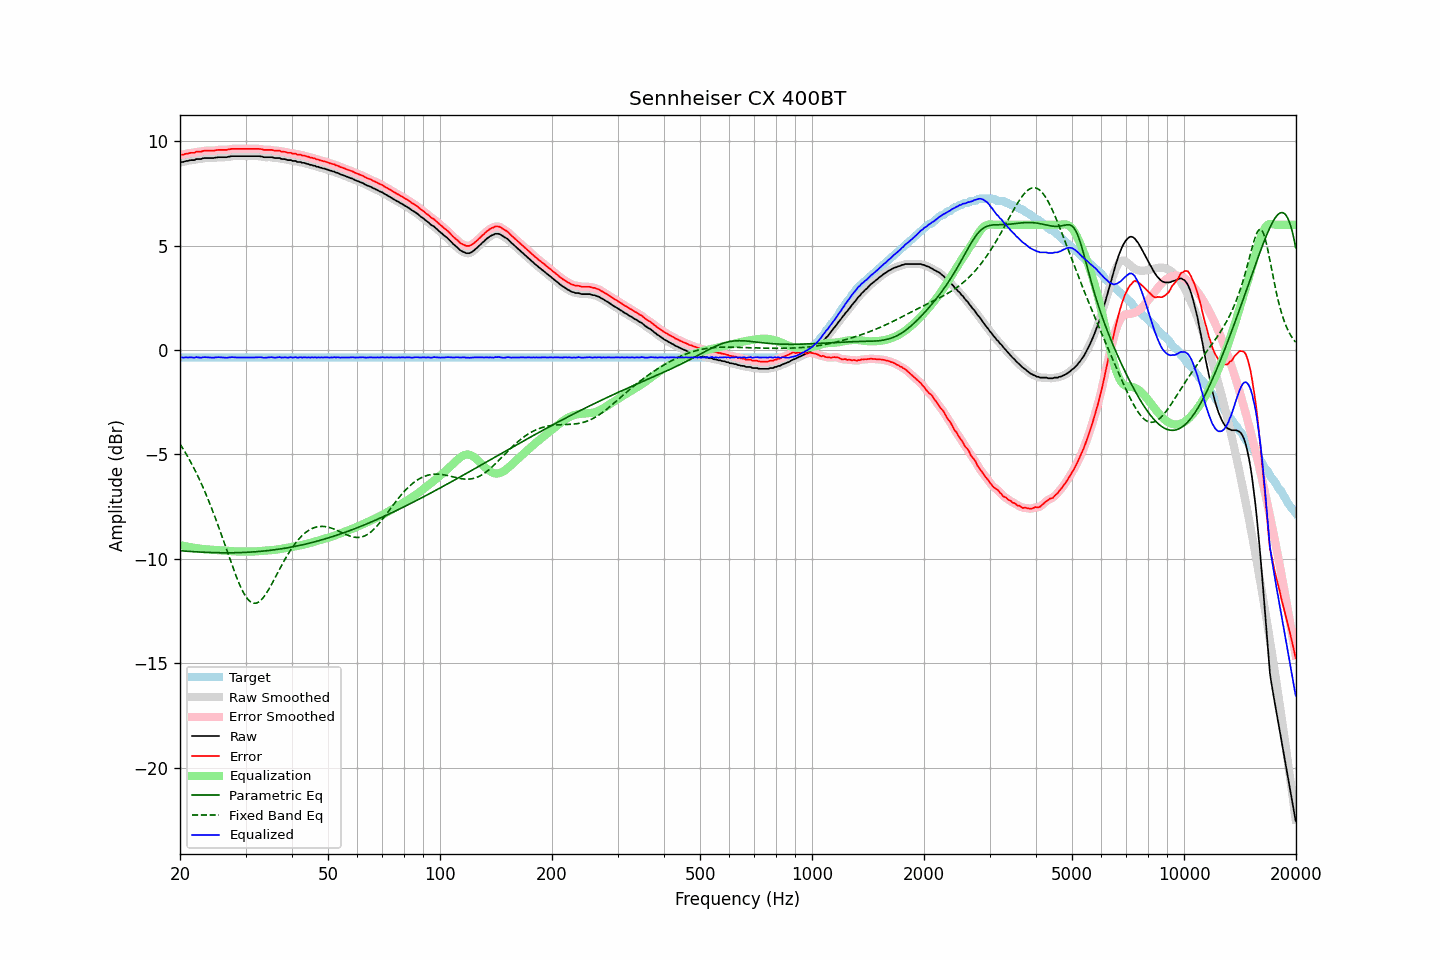 Sennheiser CX 400BT
Amplitude (dBr)
10
5
0
−5
−10
−15
−20
Target
Raw Smoothed
Error Smoothed
Raw
Error
Equalization
Parametric Eq
Fixed Band Eq
Equalized
20 50 100 200 500 1000 2000 5000 10000 20000
Frequency (Hz)